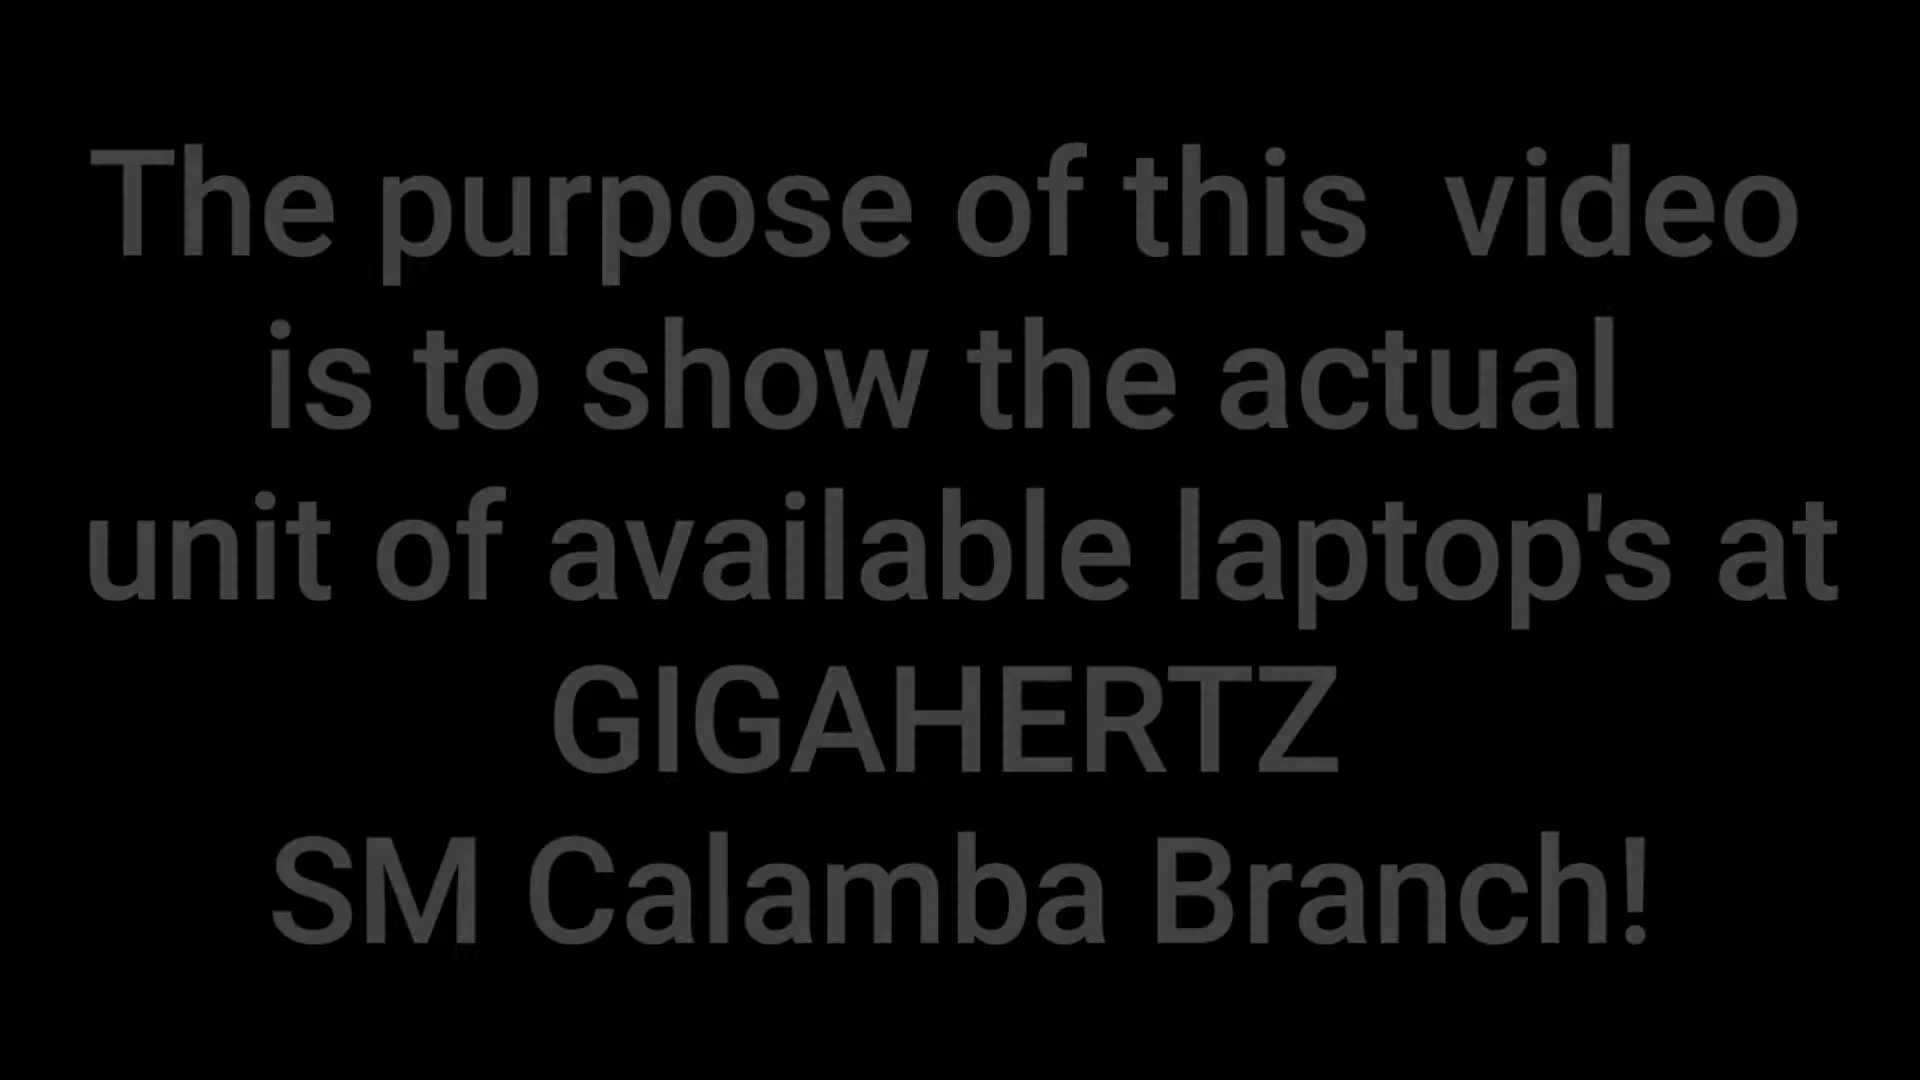 The purpose of this  video
is to show the actual
unit of available laptop's at
GIGAHERTZ
SM Calamba Branch!